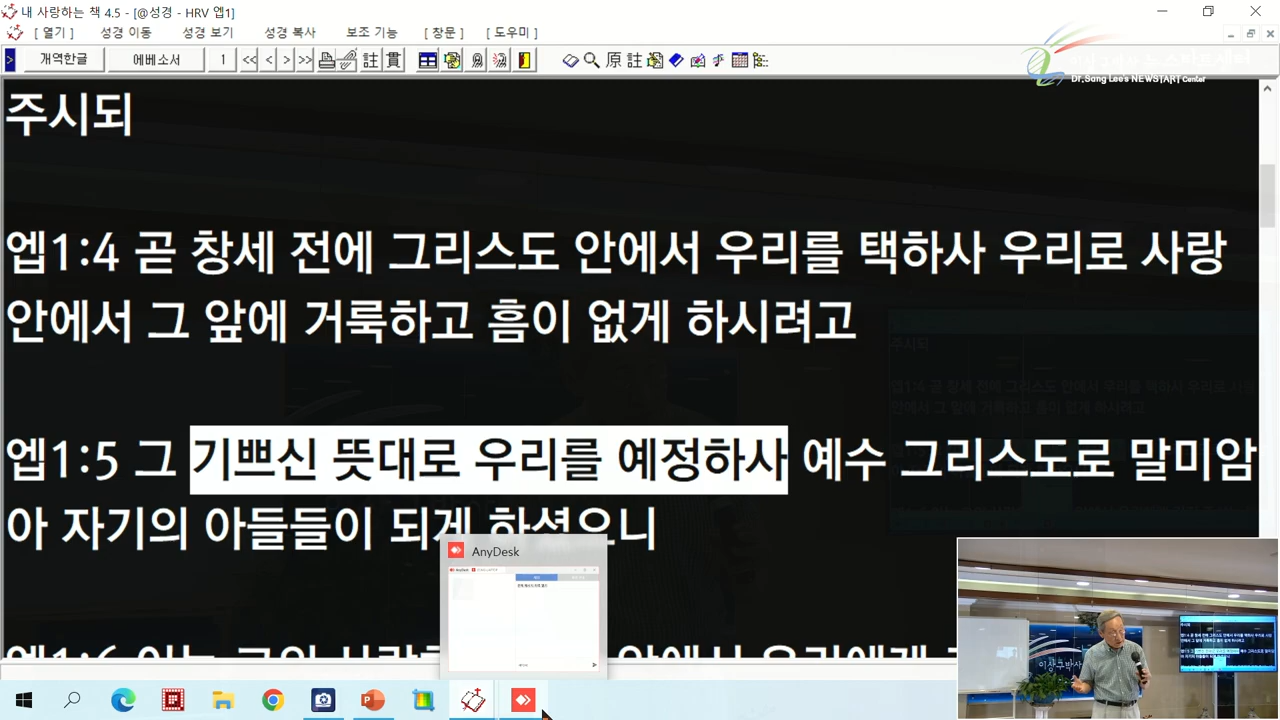 내 사랑하는 책 4.5 - [@성경 - HRV 엡1]
[ 열기 ] 성경 이동 성경 보기 성경 복사 보조 기능 [ 창문 ] [ 도우미 ]
개역한글 에베소서 1 << < > >> 註 貫 原 註
Dr.Sang Lee's NEWSTART Center
주시되
엡1:4 곧 창세 전에 그리스도 안에서 우리를 택하사 우리로 사랑
안에서 그 앞에 거룩하고 흠이 없게 하시려고
엡1:5 그 기쁘신 뜻대로 우리를 예정하사 예수 그리스도로 말미암
아 자기의 아들들이 되게 하셨으니
AnyDesk